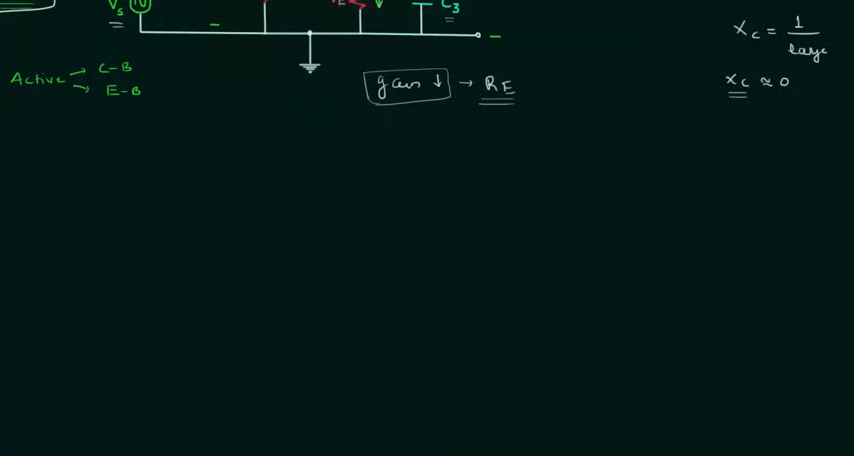 Vs
C3
Xc = 1/large
Active → C-B
→ E-B
gain ↓ → RE
Xc ≈ 0